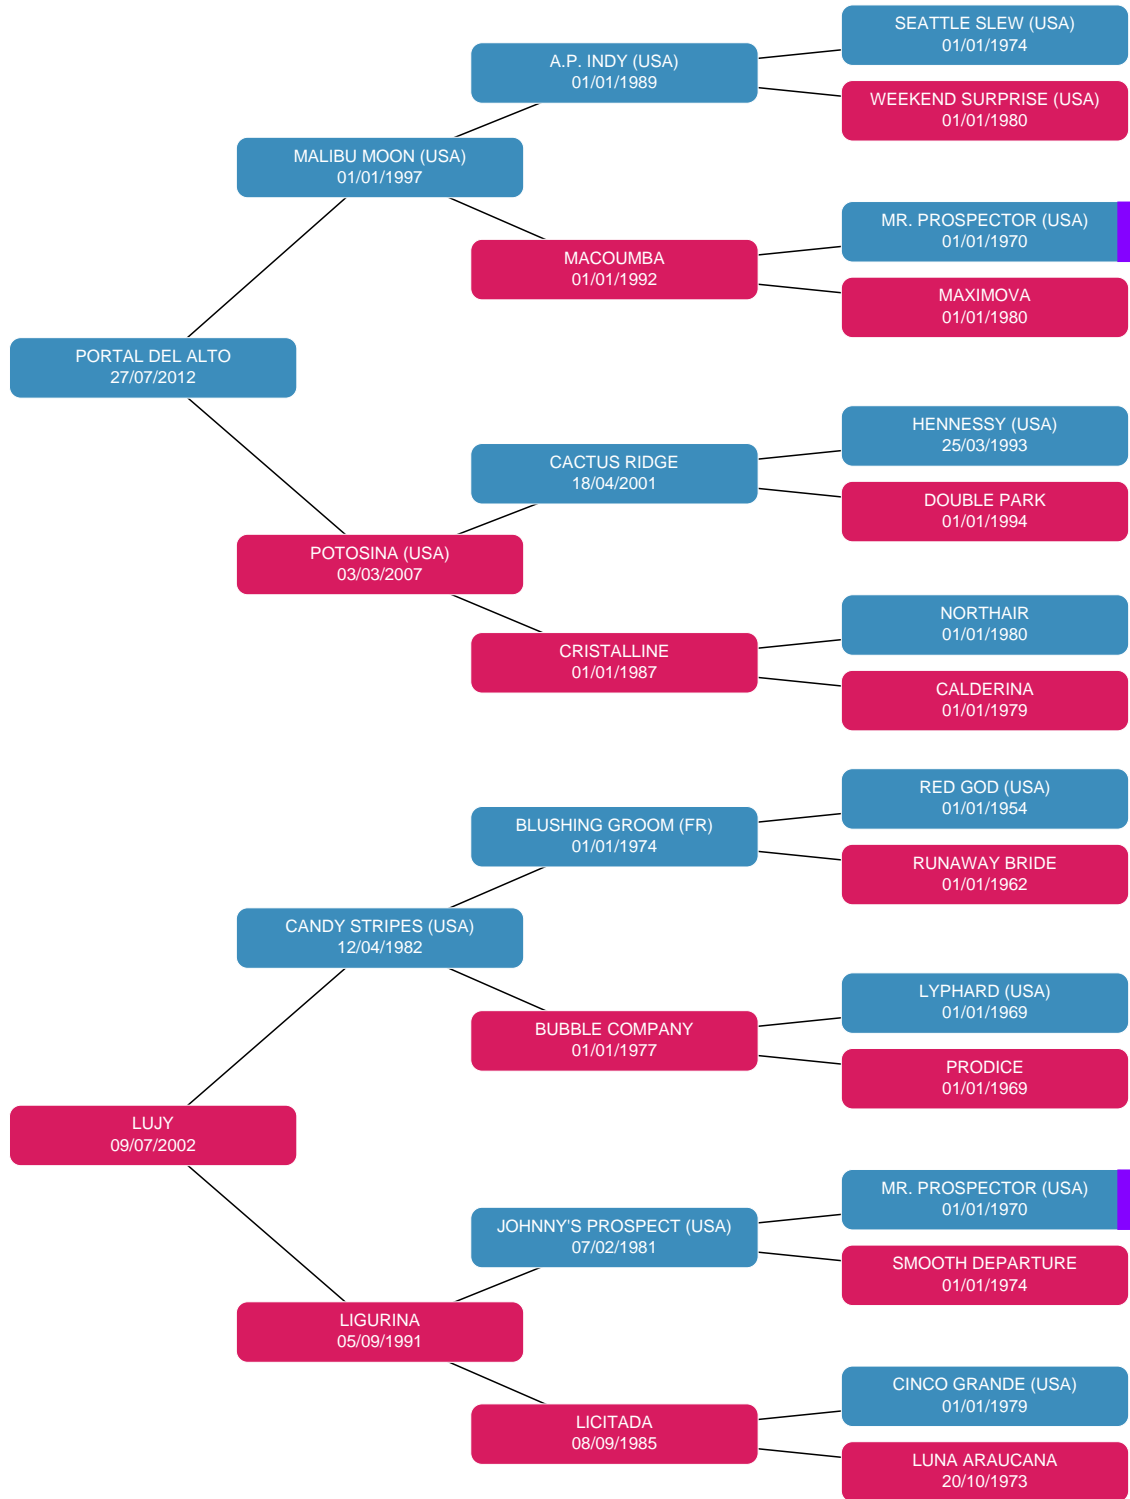 SEATTLE SLEW (USA)
01/01/1974
A.P. INDY (USA)
01/01/1989
WEEKEND SURPRISE (USA)
01/01/1980
MALIBU MOON (USA)
01/01/1997
MR. PROSPECTOR (USA)
01/01/1970
MACOUMBA
01/01/1992
MAXIMOVA
01/01/1980
PORTAL DEL ALTO
27/07/2012
HENNESSY (USA)
25/03/1993
CACTUS RIDGE
18/04/2001
DOUBLE PARK
01/01/1994
POTOSINA (USA)
03/03/2007
NORTHAIR
01/01/1980
CRISTALLINE
01/01/1987
CALDERINA
01/01/1979
RED GOD (USA)
01/01/1954
BLUSHING GROOM (FR)
01/01/1974
RUNAWAY BRIDE
01/01/1962
CANDY STRIPES (USA)
12/04/1982
LYPHARD (USA)
01/01/1969
BUBBLE COMPANY
01/01/1977
PRODICE
01/01/1969
LUJY
09/07/2002
MR. PROSPECTOR (USA)
01/01/1970
JOHNNY'S PROSPECT (USA)
07/02/1981
SMOOTH DEPARTURE
01/01/1974
LIGURINA
05/09/1991
CINCO GRANDE (USA)
01/01/1979
LICITADA
08/09/1985
LUNA ARAUCANA
20/10/1973